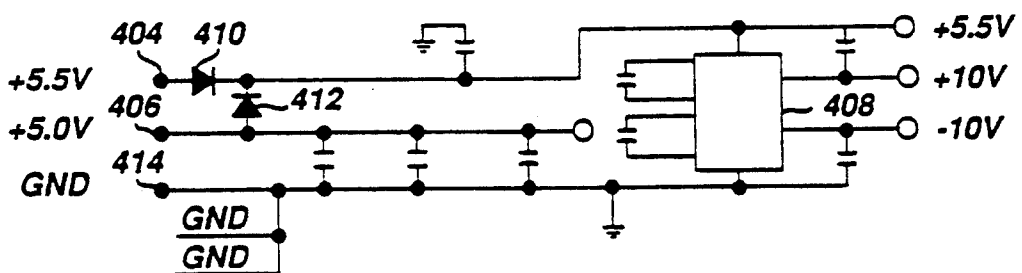 404 410
+5.5V
+5.5V
+10V
412
406
408
+5.0V
-10V
414
GND
GND
GND